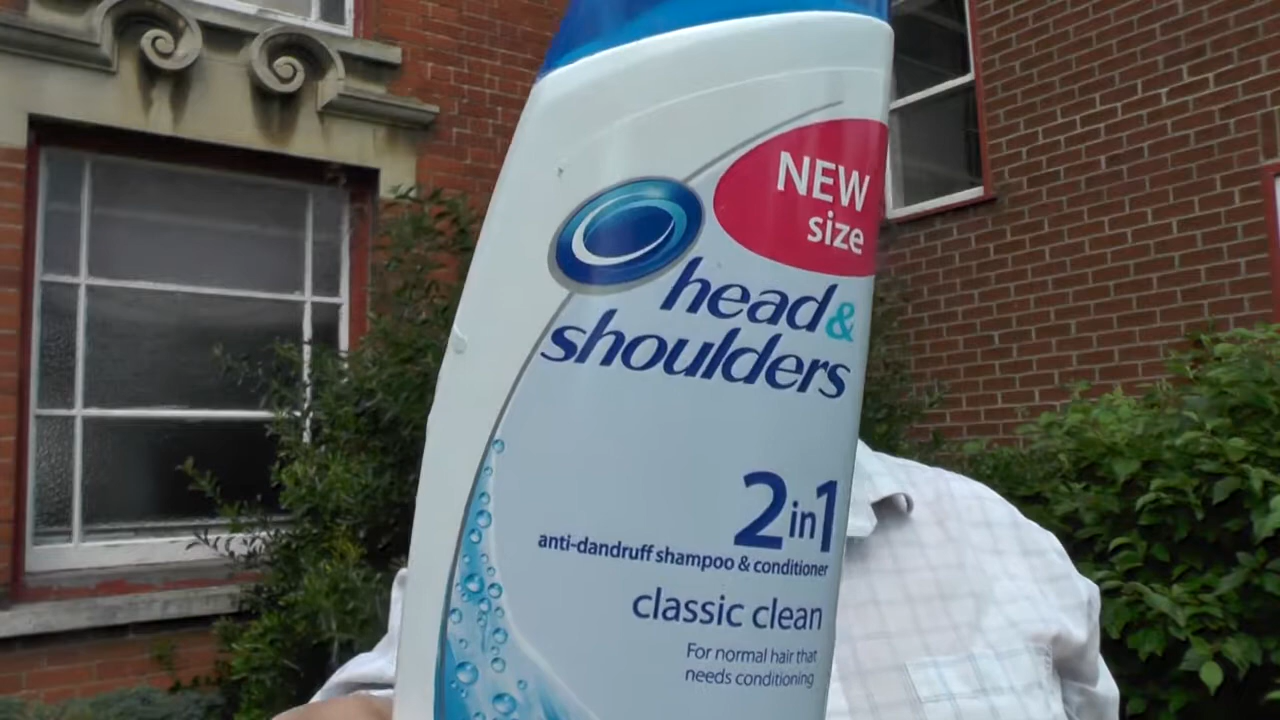 NEW
size
head &
shoulders
2in1
anti-dandruff shampoo & conditioner
classic clean
For normal hair that
needs conditioning